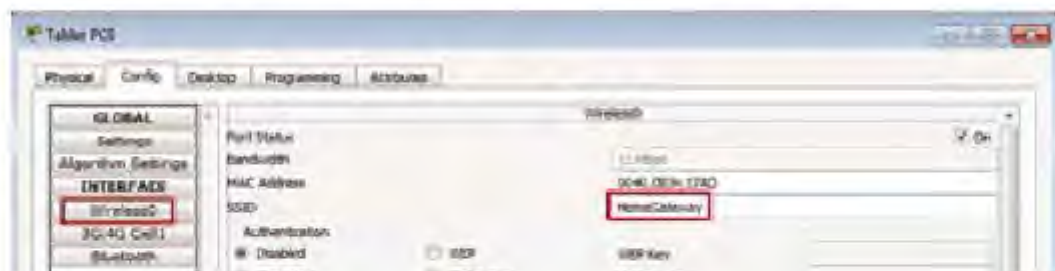 Tablet PC0
Physical Config Desktop Programming Attributes
GLOBAL
Settings
Algorithm Settings
INTERFACE
Wireless0
3G/4G Cell1
Bluetooth
Wireless0
Port Status On
Bandwidth
MAC Address
SSID HomeGateway
Authentication
Disabled WEP WEP Key